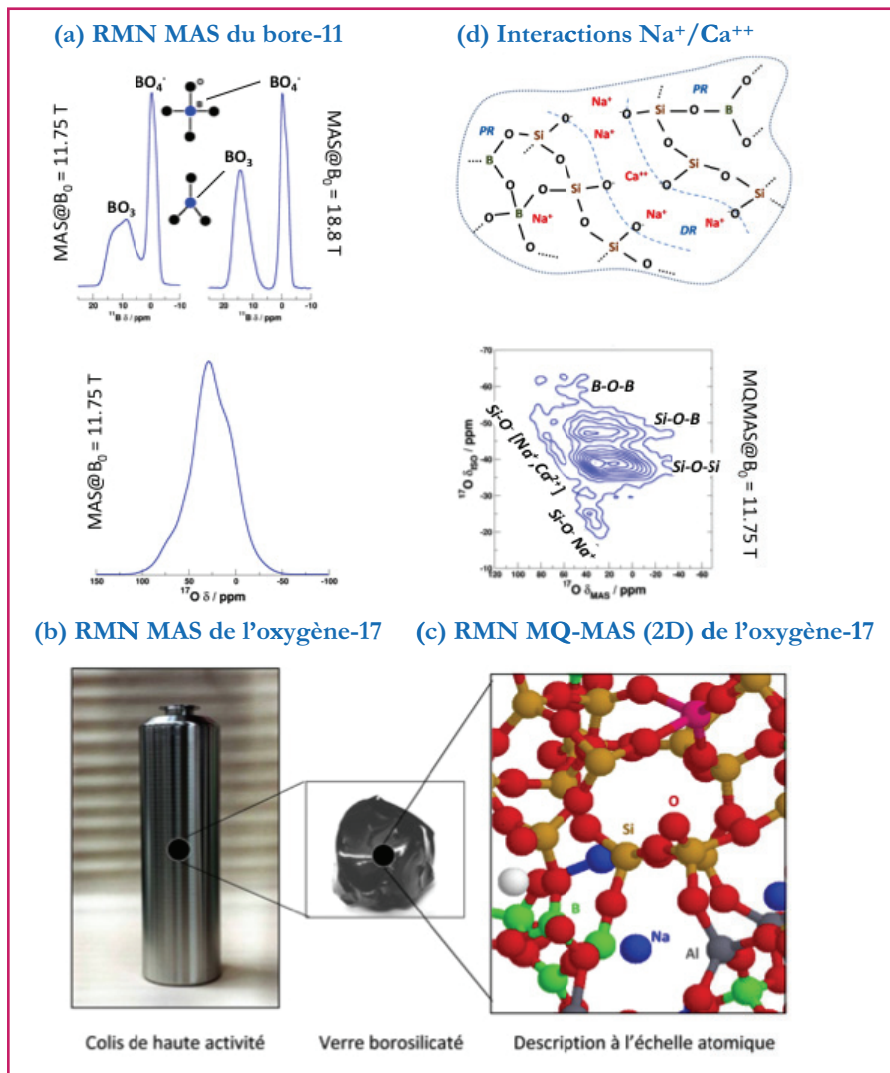 (a) RMN MAS du bore-11
MAS@B₀ = 11.75 T
BO₃
BO₄⁻
O
B
BO₃
BO₄⁻
MAS@B₀ = 18.8 T
20 10 0 -10
¹¹B δ / ppm
20 10 0 -10
¹¹B δ / ppm
(d) Interactions Na⁺/Ca⁺⁺
PR
Na⁺
Si O B
PR
O
Si
O⁻
Na⁺
O
O
O
B
O
Si
O
Ca⁺⁺
O
Si
O
B
O
Si
O⁻
O
Si
O
Na⁺
O
O
Na⁺
O⁻
DR
Na⁺
O
Si
O
MAS@B₀ = 11.75 T
150 100 50 0 -50 -100
¹⁷O δ / ppm
-70
-60
-50
-40
-30
-20
-10
¹⁷O δISO / ppm
B-O-B
Si-O-B
Si-O-Si
Si-O⁻ [Na⁺,Ca²⁺]
Si-O⁻ Na⁺
120 100 80 60 40 20 0 -20 -40 -60
¹⁷O δMAS / ppm
MQMAS@B₀ = 11.75 T
(b) RMN MAS de l’oxygène-17
(c) RMN MQ-MAS (2D) de l’oxygène-17
O
Si
B
Na
Al
Colis de haute activité
Verre borosilicaté
Description à l’échelle atomique